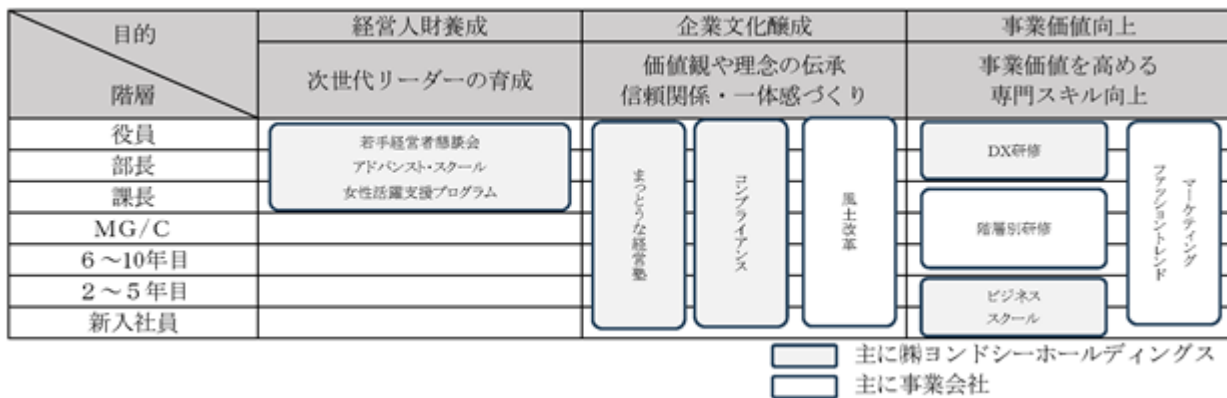 目的
階層
経営人財養成
企業文化醸成
事業価値向上
次世代リーダーの育成
価値観や理念の伝承
信頼関係・一体感づくり
事業価値を高める
専門スキル向上
役員
部長
課長
MG/C
6~10年目
2~5年目
新入社員
若手経営者懇談会
アドバンスト・スクール
女性活躍支援プログラム
まっとうな経営塾
コンプライアンス
風土改革
DX研修
階層別研修
ビジネス
スクール
マーケティング
ファッショントレンド
主に㈱ヨンドシーホールディングス
主に事業会社